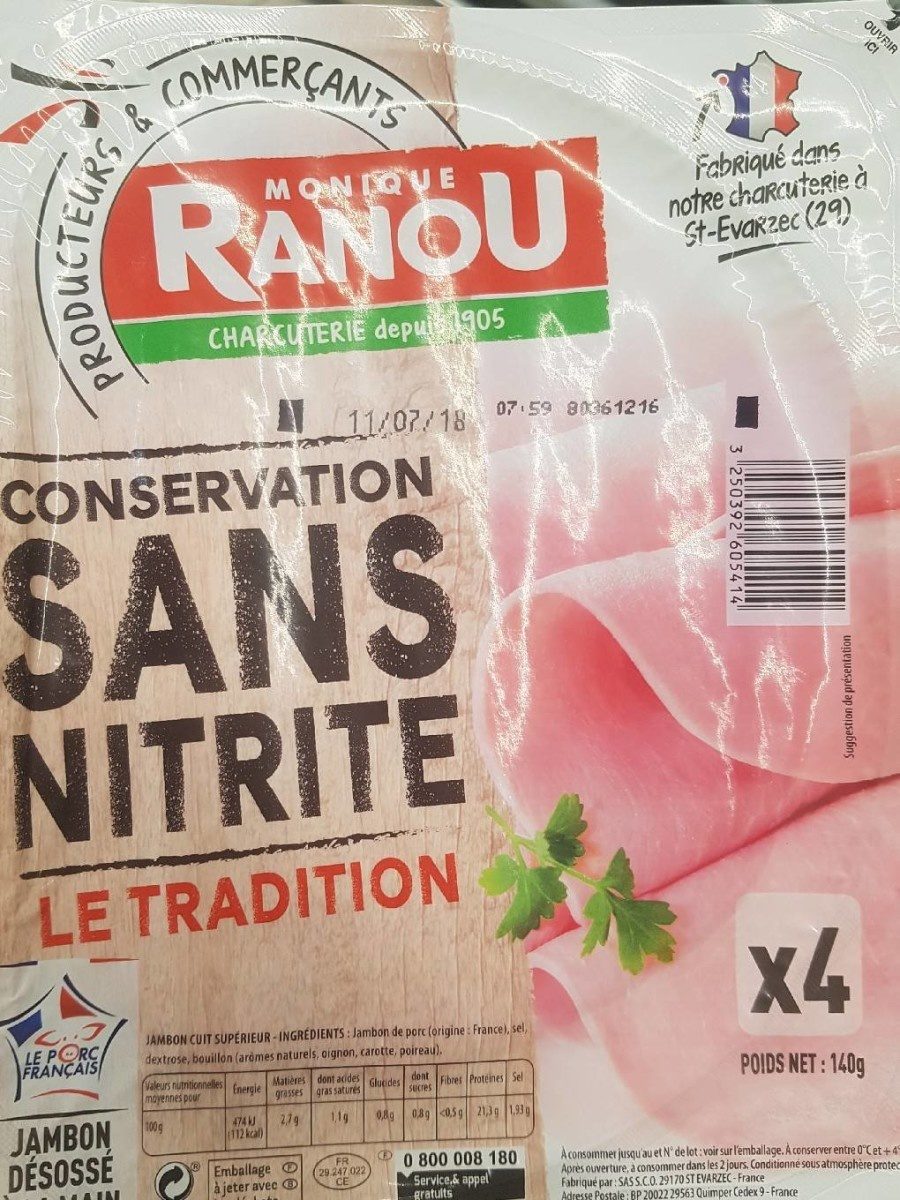 OUVRIR
ICI
PRODUCTEURS & COMMERÇANTS
MONIQUE
RANOU
CHARCUTERIE depuis 1905
Fabriqué dans
notre charcuterie à
St-Evarzec (29)
11/07/18 07:59 80361216
3 250392 605414
CONSERVATION
SANS
NITRITE
LE TRADITION
Suggestion de présentation
x4
POIDS NET : 140g
LE PORC
FRANÇAIS
JAMBON
DÉSOSSÉ
MAIN
JAMBON CUIT SUPÉRIEUR - INGRÉDIENTS : Jambon de porc (origine : France), sel,
dextrose, bouillon (arômes naturels, oignon, carotte, poireau).
Valeurs nutritionnelles moyennes pour Énergie Matières grasses dont acides gras saturés Glucides dont sucres Fibres Protéines Sel
100g 474 kJ (112 kcal) 2,7g 1,1g 0,8g 0,8g <0,5g 21,3g 1,93g
Emballage
à jeter avec
FR
29.247.022
CE
0 800 008 180
Service & appel
gratuits
À consommer jusqu'au et N° de lot : voir sur l'emballage. À conserver entre 0°C et + 4°
Après ouverture, à consommer dans les 2 jours. Conditionné sous atmosphère protec
Fabriqué par : SAS S.C.O. 29170 ST EVARZEC - France
Adresse Postale : BP 20022 29563 Quimper Cedex 9 - France